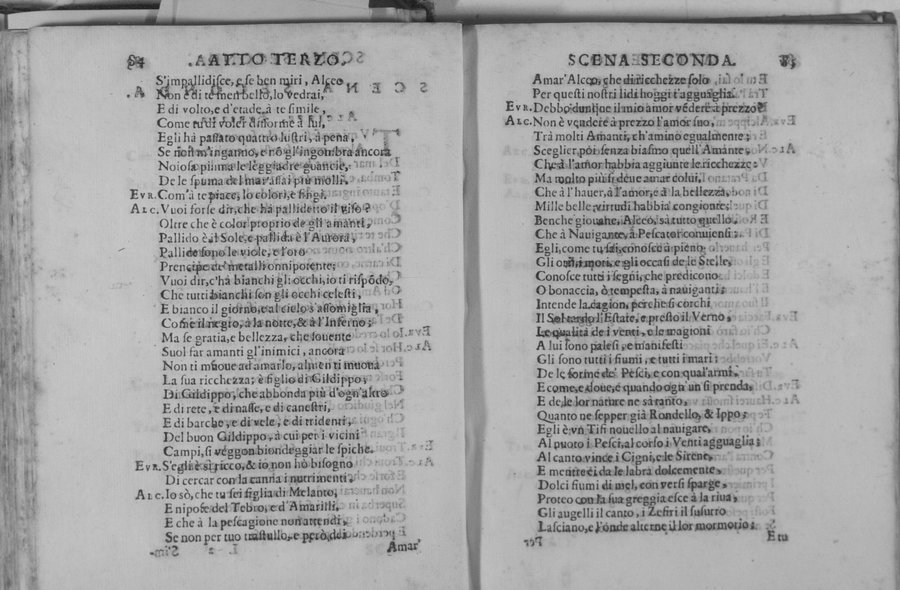 84 ATTO TERZO.
S'impallidisce, e se ben miri, Alceo
Non è di te men bello, lo vedrai,
E di volto, e d'etade, à te simile,
Come tu di voler difforme à lui,
Egli hà passato quattro lustri, à pena,
Se non m'inganno, e nõ gl'ingombra ancora
Noiosa piuma le leggiadre guancie,
De le spuma del mar assai più molli.
EVR. Com'à te piace, lo colori, e fingi.
ALC. Vuoi forse dir, che hà pallidetto il viso?
Oltre che è color proprio de gli amanti,
Pallido è il Sole, e pallida è l'Aurora,
Pallide sono le viole, e l'oro
Prencipe de' metalli onnipotente;
Vuoi dir, c'hà bianchi gli occhi, io ti rispõdo,
Che tutti bianchi son gli occhi celesti,
E bianco il giorno, e al cielo s'assomiglia,
Come il negro, à la notte, & à l'Inferno;
Ma se gratia, e bellezza, che souente
Suol far amanti gl'inimici, ancora
Non ti muoue ad amarlo, almen ti muoua
La sua ricchezza; è figlio di Gildippo,
Di Gildippo, che abbonda più d'ogn'altro
E di rete, e di nasse, e di canestri,
E di barche, e di vele, e di tridenti,
Del buon Gildippo, à cui per i vicini
Campi, si veggon biondeggiar le spiche.
EVR. S'egli è sì ricco, & io non hò bisogno
Di cercar con la canna i nutrimenti,
ALC. Io sò, che tu sei figlia di Melanto,
E nipote del Tebro, e d'Amarilli,
E che à la pescagione non attendi,
Se non per tuo trastullo, e però dei
Amar'
SCENA SECONDA. 85
Amar'Alceo, che di ricchezze solo
Per questi nostri lidi hoggi t'agguaglia.
EVR. Debbo dunque il mio amor vedere à prezzo?
ALC. Non è vendere à prezzo l'amor suo,
Trà molti Amanti, ch'amino egualmente;
Sceglier poi senza biasmo quell'Amante,
Che à l'amor habbia aggiunte le ricchezze:
Ma molto più si deue amar colui,
Che à l'hauer, à l'amor, e à la bellezza,
Mille belle virtudi habbia congionte;
Benche giouane, Alceo, sà tutto quello
Che à Nauigante, à Pescator conuiensi;
Egli, come tu sai, conosce à pieno
Gli orti, i moti, e gli occasi de le Stelle,
Conosce tutti i segni, che predicono
O bonaccia, ò tempesta, à nauiganti;
Intende la cagion, perche si corchi
Il Sol tardo l'Estate, e presto il Verno,
Le qualità de i venti, e le magioni
A lui sono palesi, e manifesti
Gli sono tutti i fiumi, e tutti i mari;
De le forme de' Pesci, e con qual'armi,
E come, e doue, e quando ogn'un si prenda,
E de le lor nature ne sà tanto,
Quanto ne sepper già Rondello, & Ippo;
Egli è vn Tifi nouello al nauigare,
Al nuoto i Pesci, al corso i Venti agguaglia;
Al canto vince i Cigni, e le Sirene,
E mentre ei da le labra dolcemente
Dolci fiumi di mel, con versi sparge,
Proteo con la sua greggia esce à la riua,
Gli augelli il canto, i Zefiri il sussurro
Lasciano, e l'onde alterne il lor mormorio;
E tu